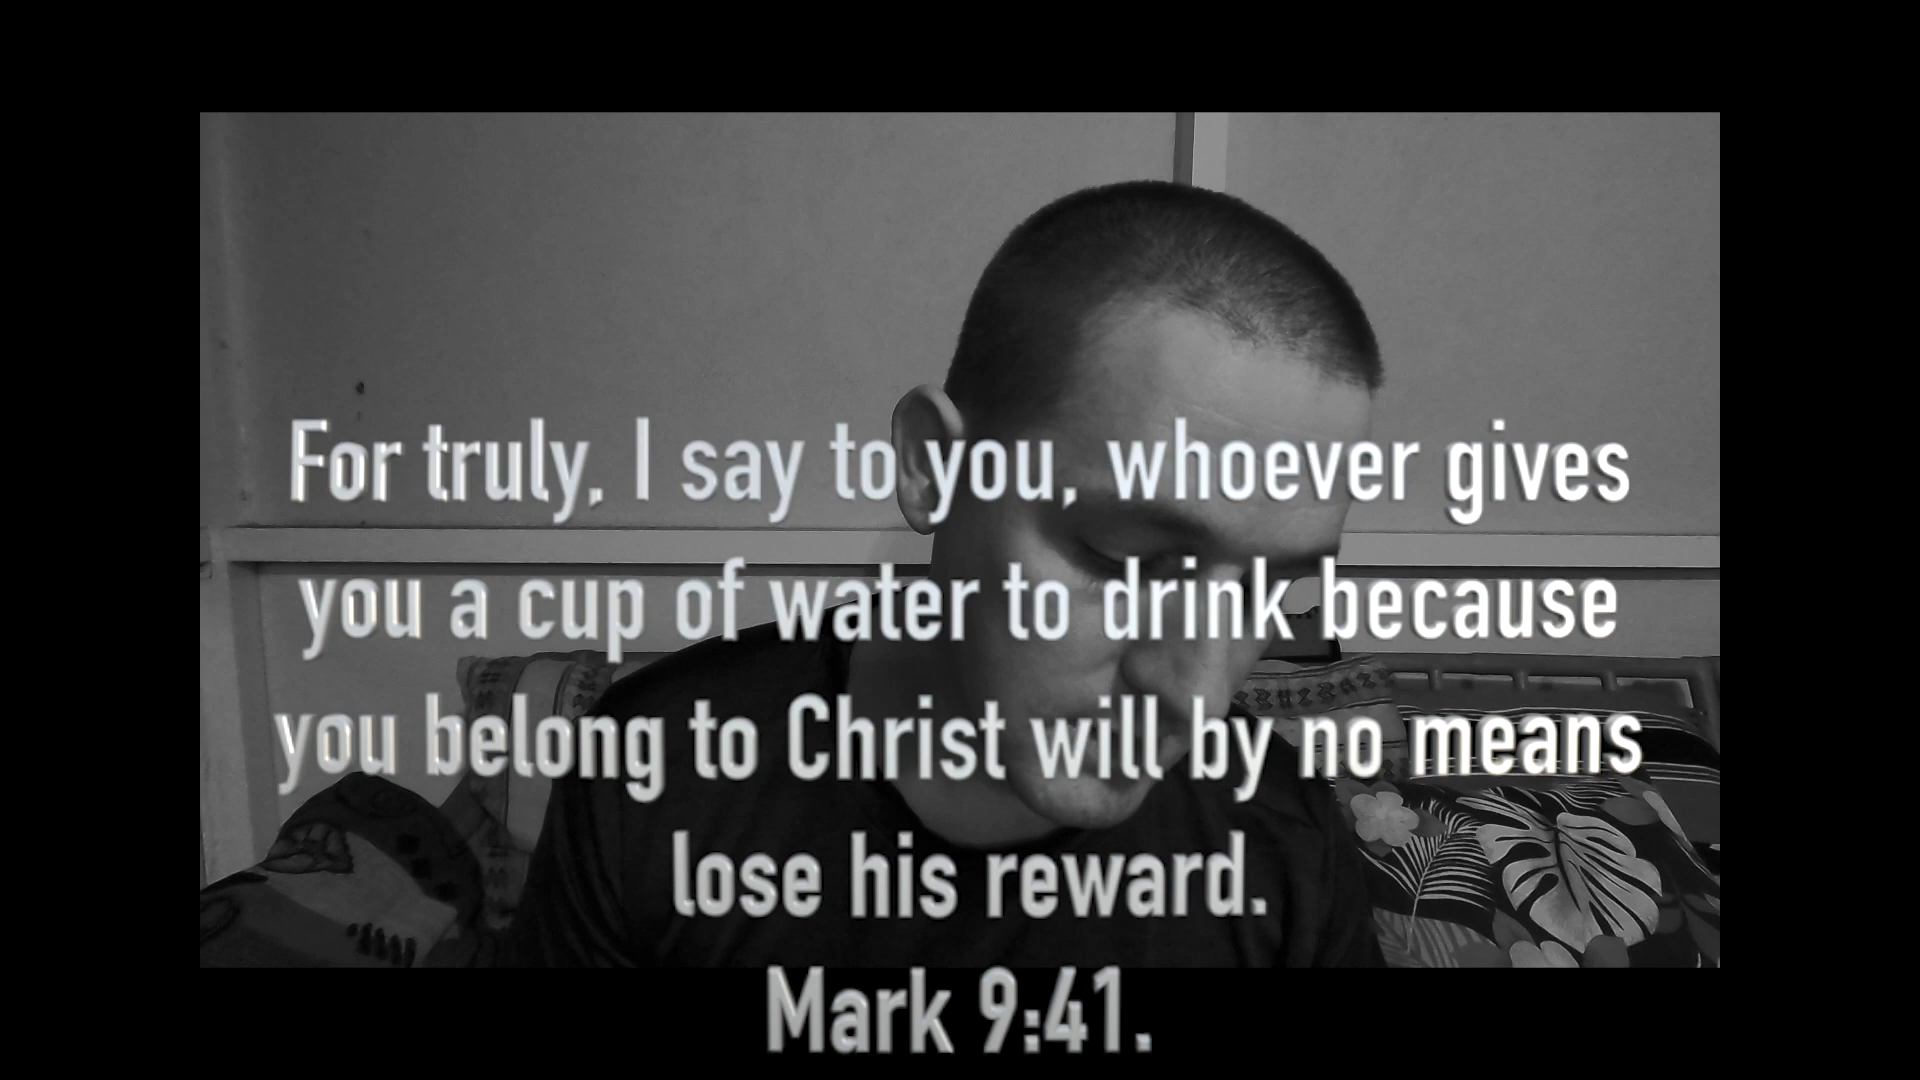 For truly, I say to you, whoever gives
you a cup of water to drink because
you belong to Christ will by no means
lose his reward.
Mark 9:41.